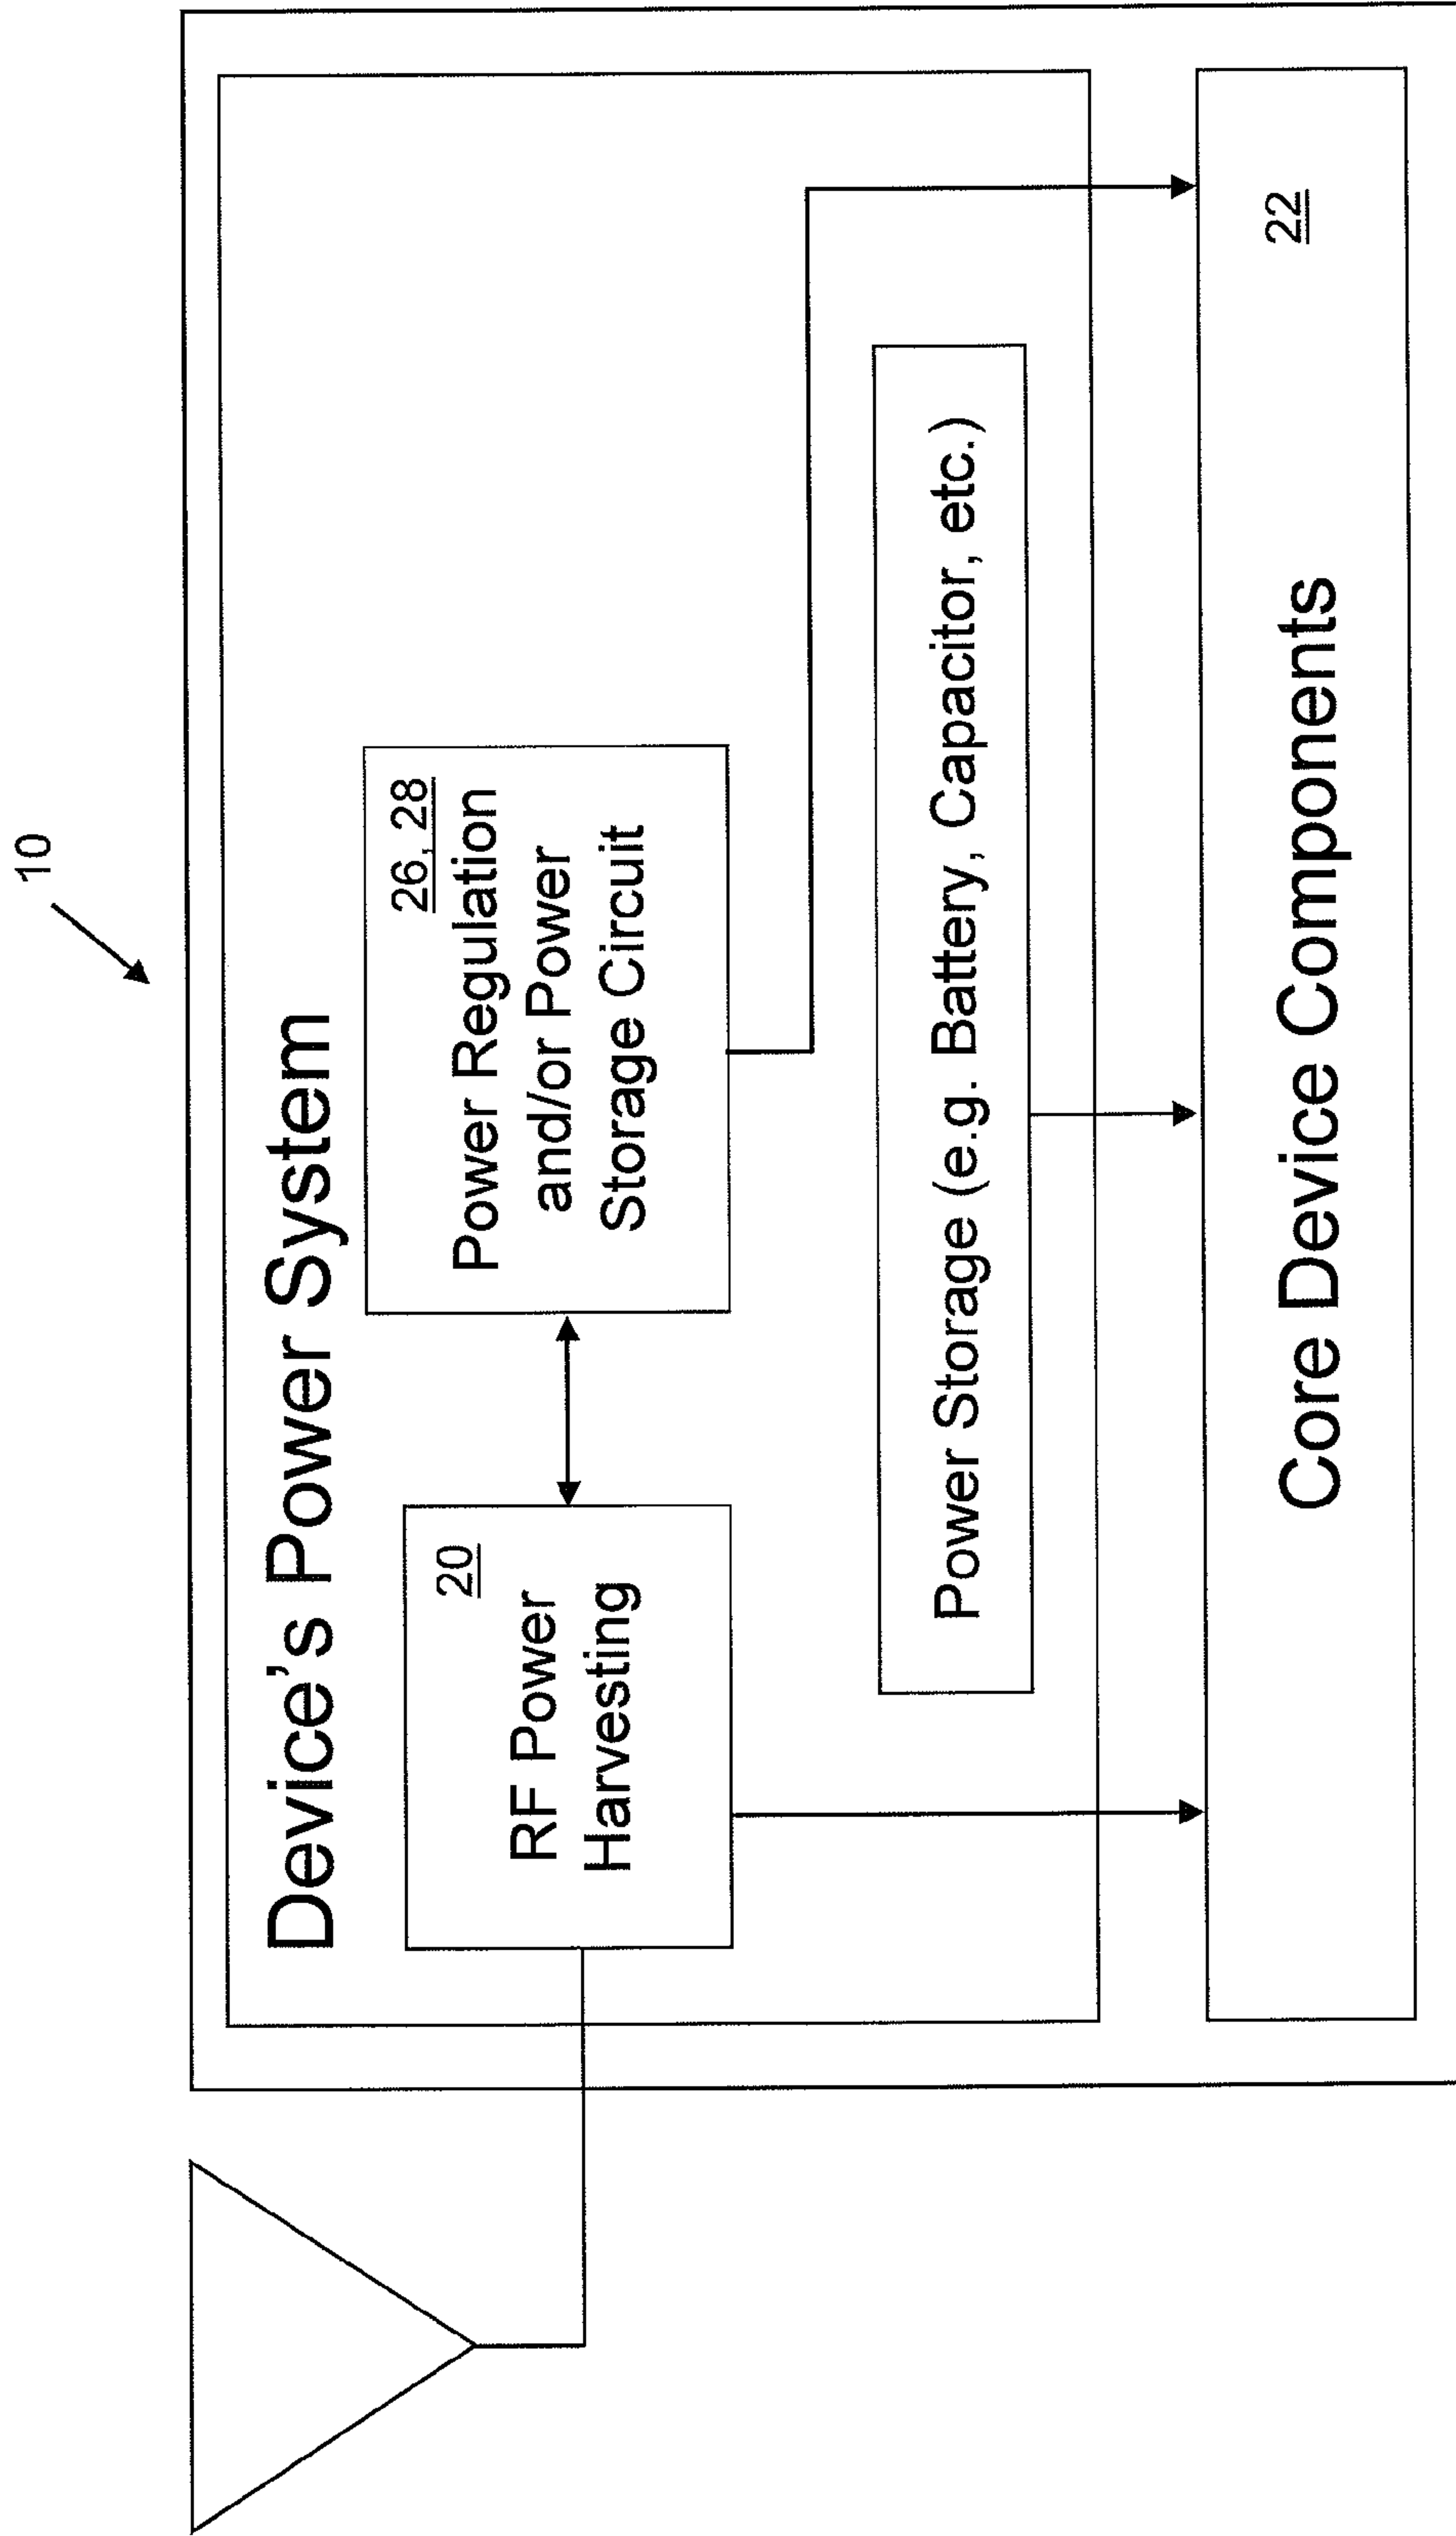 10
Device's Power System
20
RF Power
Harvesting
26, 28
Power Regulation
and/or Power
Storage Circuit
Power Storage (e.g. Battery, Capacitor, etc.)
22
Core Device Components